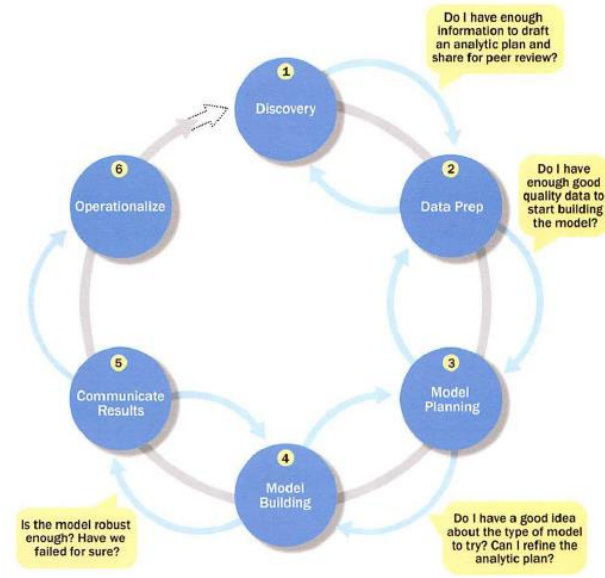 Do I have enough
information to draft
an analytic plan and
share for peer review?
1
Discovery
2
Data Prep
Do I have
enough good
quality data to
start building
the model?
3
Model
Planning
Do I have a good idea
about the type of model
to try? Can I refine the
analytic plan?
4
Model
Building
Is the model robust
enough? Have we
failed for sure?
5
Communicate
Results
6
Operationalize